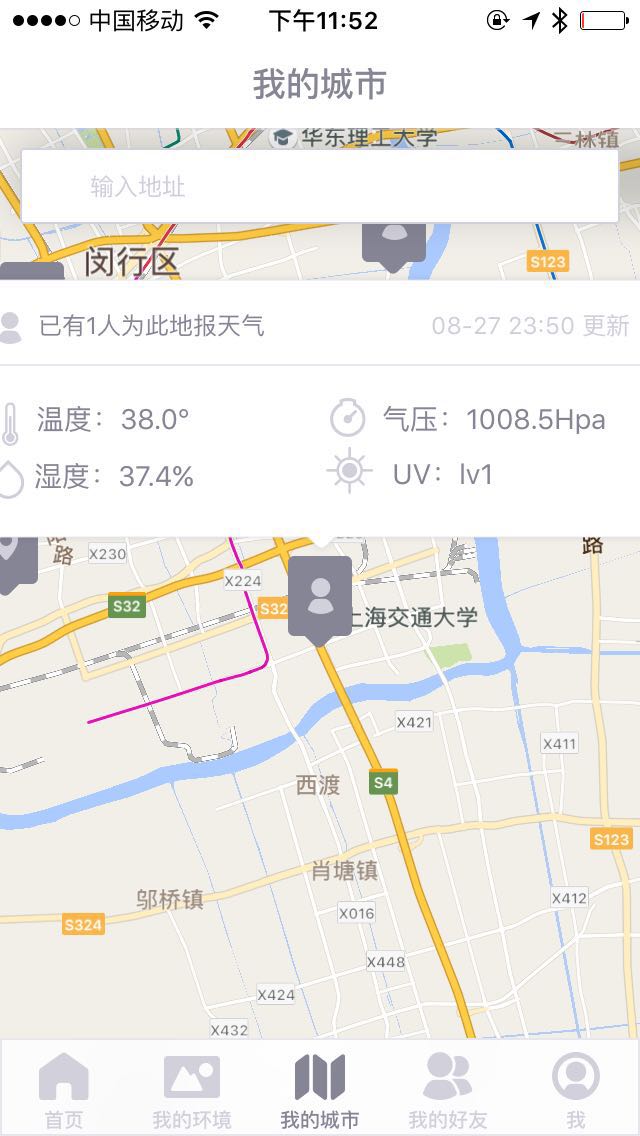 中国移动 下午11:52
我的城市
华东理工大学
三林镇
输入地址
闵行区
S123
已有1人为此地报天气 08-27 23:50 更新
温度：38.0° 气压：1008.5Hpa
湿度：37.4% UV：lv1
路
路
X230
X224
S32
S32
上海交通大学
X421
X411
西渡
S4
S123
肖塘镇
邬桥镇
X412
X016
S324
X448
X424
X432
首页 我的环境 我的城市 我的好友 我